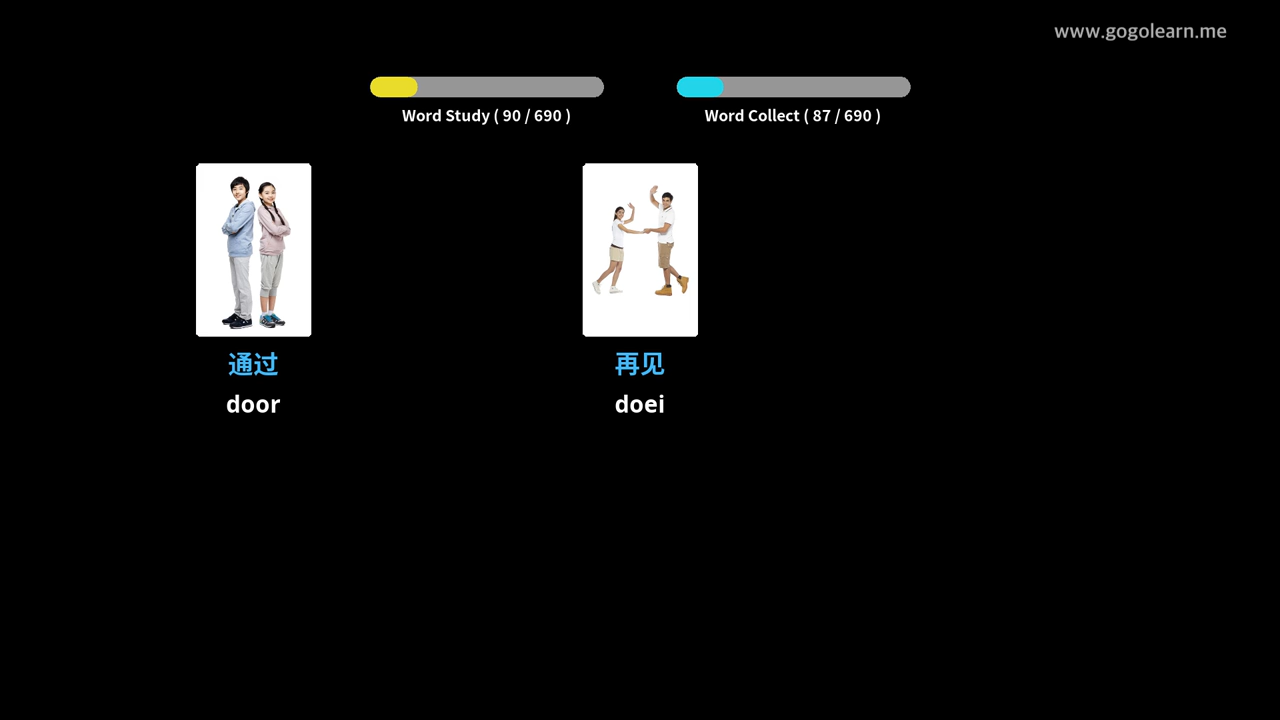 www.gogolearn.me
Word Study ( 90 / 690 )
Word Collect ( 87 / 690 )
通过
door
再见
doei